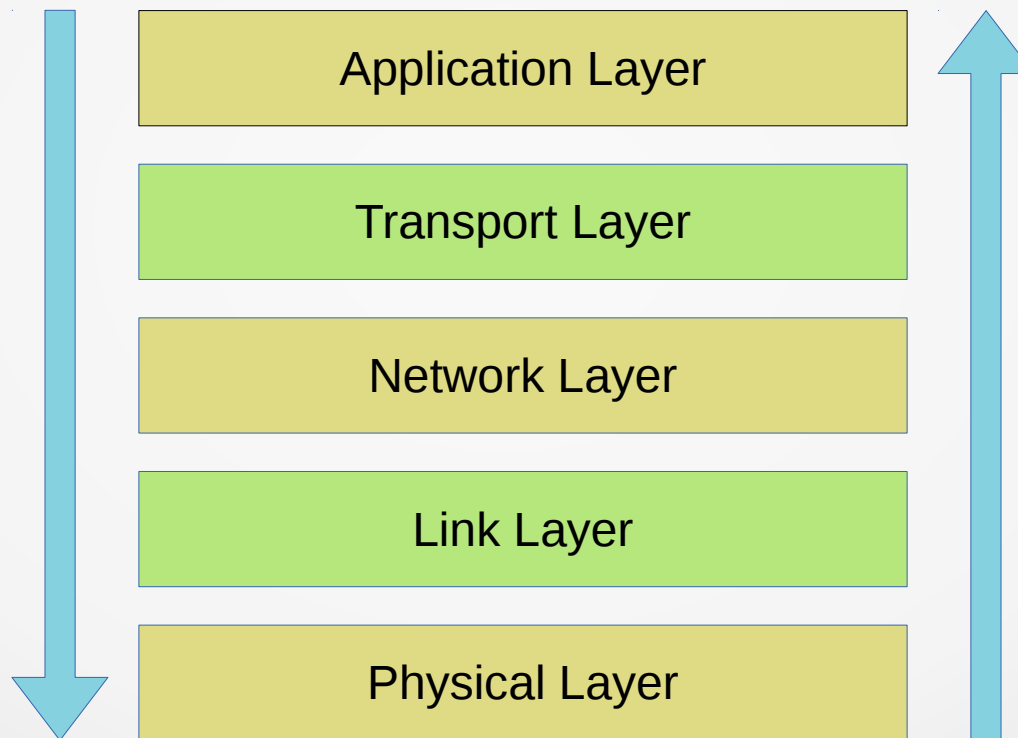 Application Layer
Transport Layer
Network Layer
Link Layer
Physical Layer